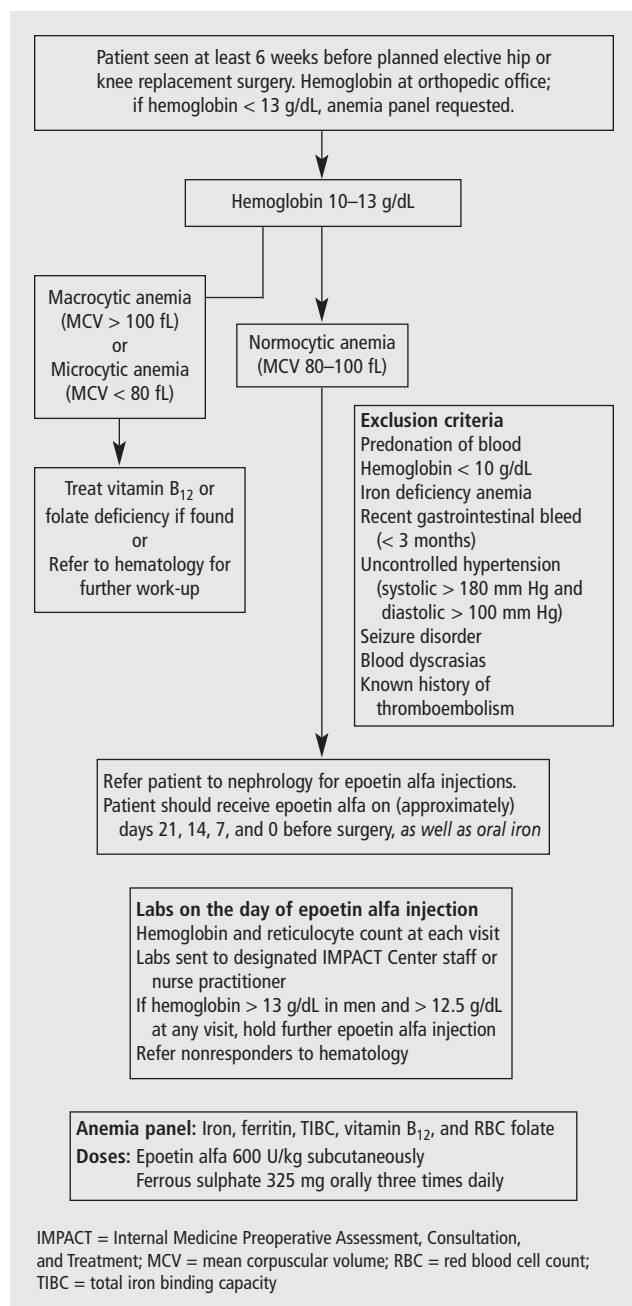 Patient seen at least 6 weeks before planned elective hip or
knee replacement surgery. Hemoglobin at orthopedic office;
if hemoglobin < 13 g/dL, anemia panel requested.
Hemoglobin 10–13 g/dL
Macrocytic anemia
(MCV > 100 fL)
or
Microcytic anemia
(MCV < 80 fL)
Normocytic anemia
(MCV 80–100 fL)
Treat vitamin B₁₂ or
folate deficiency if found
or
Refer to hematology for
further work-up
Exclusion criteria
Predonation of blood
Hemoglobin < 10 g/dL
Iron deficiency anemia
Recent gastrointestinal bleed
(< 3 months)
Uncontrolled hypertension
(systolic > 180 mm Hg and
diastolic > 100 mm Hg)
Seizure disorder
Blood dyscrasias
Known history of
thromboembolism
Refer patient to nephrology for epoetin alfa injections.
Patient should receive epoetin alfa on (approximately)
days 21, 14, 7, and 0 before surgery, as well as oral iron
Labs on the day of epoetin alfa injection
Hemoglobin and reticulocyte count at each visit
Labs sent to designated IMPACT Center staff or
nurse practitioner
If hemoglobin > 13 g/dL in men and > 12.5 g/dL
at any visit, hold further epoetin alfa injection
Refer nonresponders to hematology
Anemia panel: Iron, ferritin, TIBC, vitamin B₁₂, and RBC folate
Doses: Epoetin alfa 600 U/kg subcutaneously
Ferrous sulphate 325 mg orally three times daily
IMPACT = Internal Medicine Preoperative Assessment, Consultation,
and Treatment; MCV = mean corpuscular volume; RBC = red blood cell count;
TIBC = total iron binding capacity